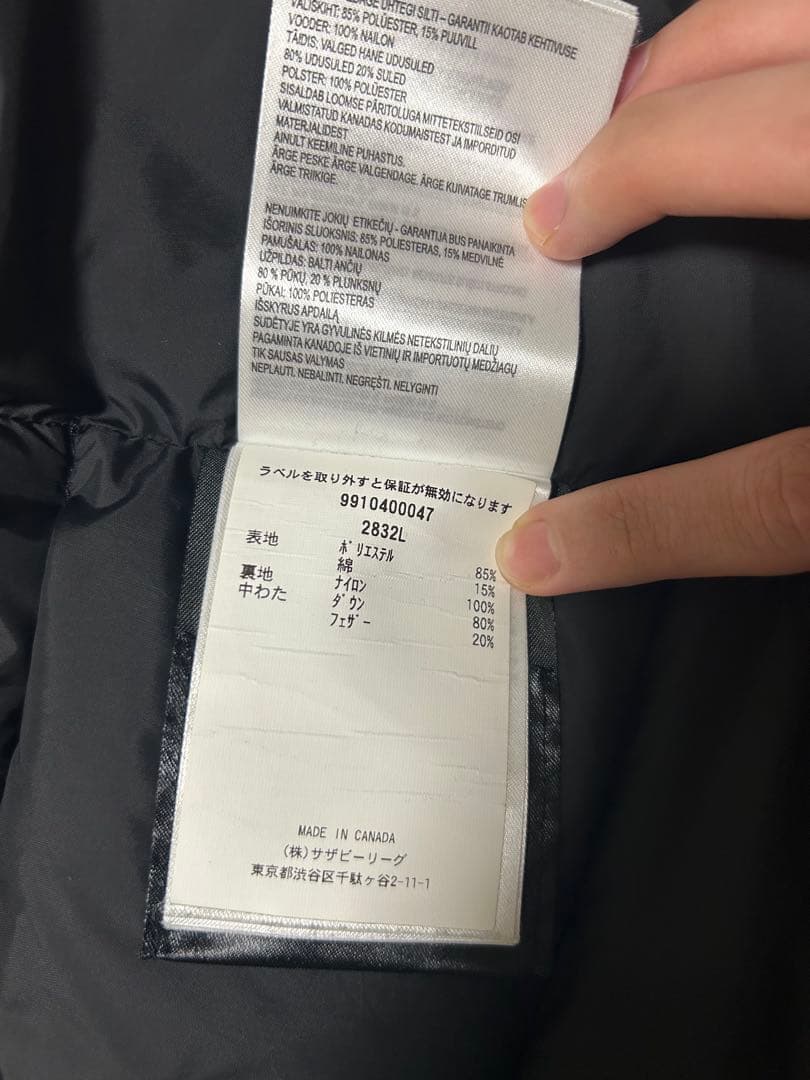 ÜHTEGI SILTI – GARANTII KAOTAB KEHTIVUSE
VÄLISKIHT: 85% POLÜESTER, 15% PUUVILL
VOODER: 100% NAILON
TÄIDIS: VALGED HANE UDUSULED
80% UDUSULED 20% SULED
POLSTER: 100% POLÜESTER
SISALDAB LOOMSE PÄRITOLUGA MITTETEKSTIILSEID OSI
VALMISTATUD KANADAS KODUMAISTEST JA IMPORDITUD
MATERJALIDEST
AINULT KEEMILINE PUHASTUS.
ÄRGE PESKE ÄRGE VALGENDAGE. ÄRGE KUIVATAGE TRUMLIS
ÄRGE TRIIKIGE.
NENUIMKITE JOKIŲ ETIKEČIŲ - GARANTIJA BUS PANAIKINTA
IŠORINIS SLUOKSNIS: 85% POLIESTERAS, 15% MEDVILNĖ
PAMUŠALAS: 100% NAILONAS
UŽPILDAS: BALTI ANČIŲ
80 % PŪKŲ, 20 % PLUNKSNŲ
PŪKAI: 100% POLIESTERAS
IŠSKYRUS APDAILĄ
SUDĖTYJE YRA GYVULINĖS KILMĖS NETEKSTILINIŲ DALIŲ
PAGAMINTA KANADOJE IŠ VIETINIŲ IR IMPORTUOTŲ MEDŽIAGŲ
TIK SAUSAS VALYMAS
NEPLAUTI. NEBALINTI. NEGRĘŠTI. NELYGINTI
ラベルを取り外すと保証が無効になります
9910400047
2832L
表地 ポリエステル 85%
綿 15%
裏地 ナイロン 100%
中わた ダウン 80%
フェザー 20%
MADE IN CANADA
(株)サザビーリーグ
東京都渋谷区千駄ヶ谷2-11-1